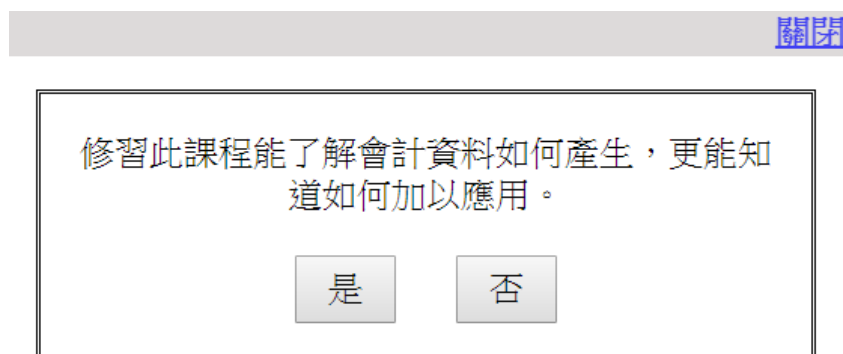 關閉
修習此課程能了解會計資料如何產生，更能知
道如何加以應用。
是
否